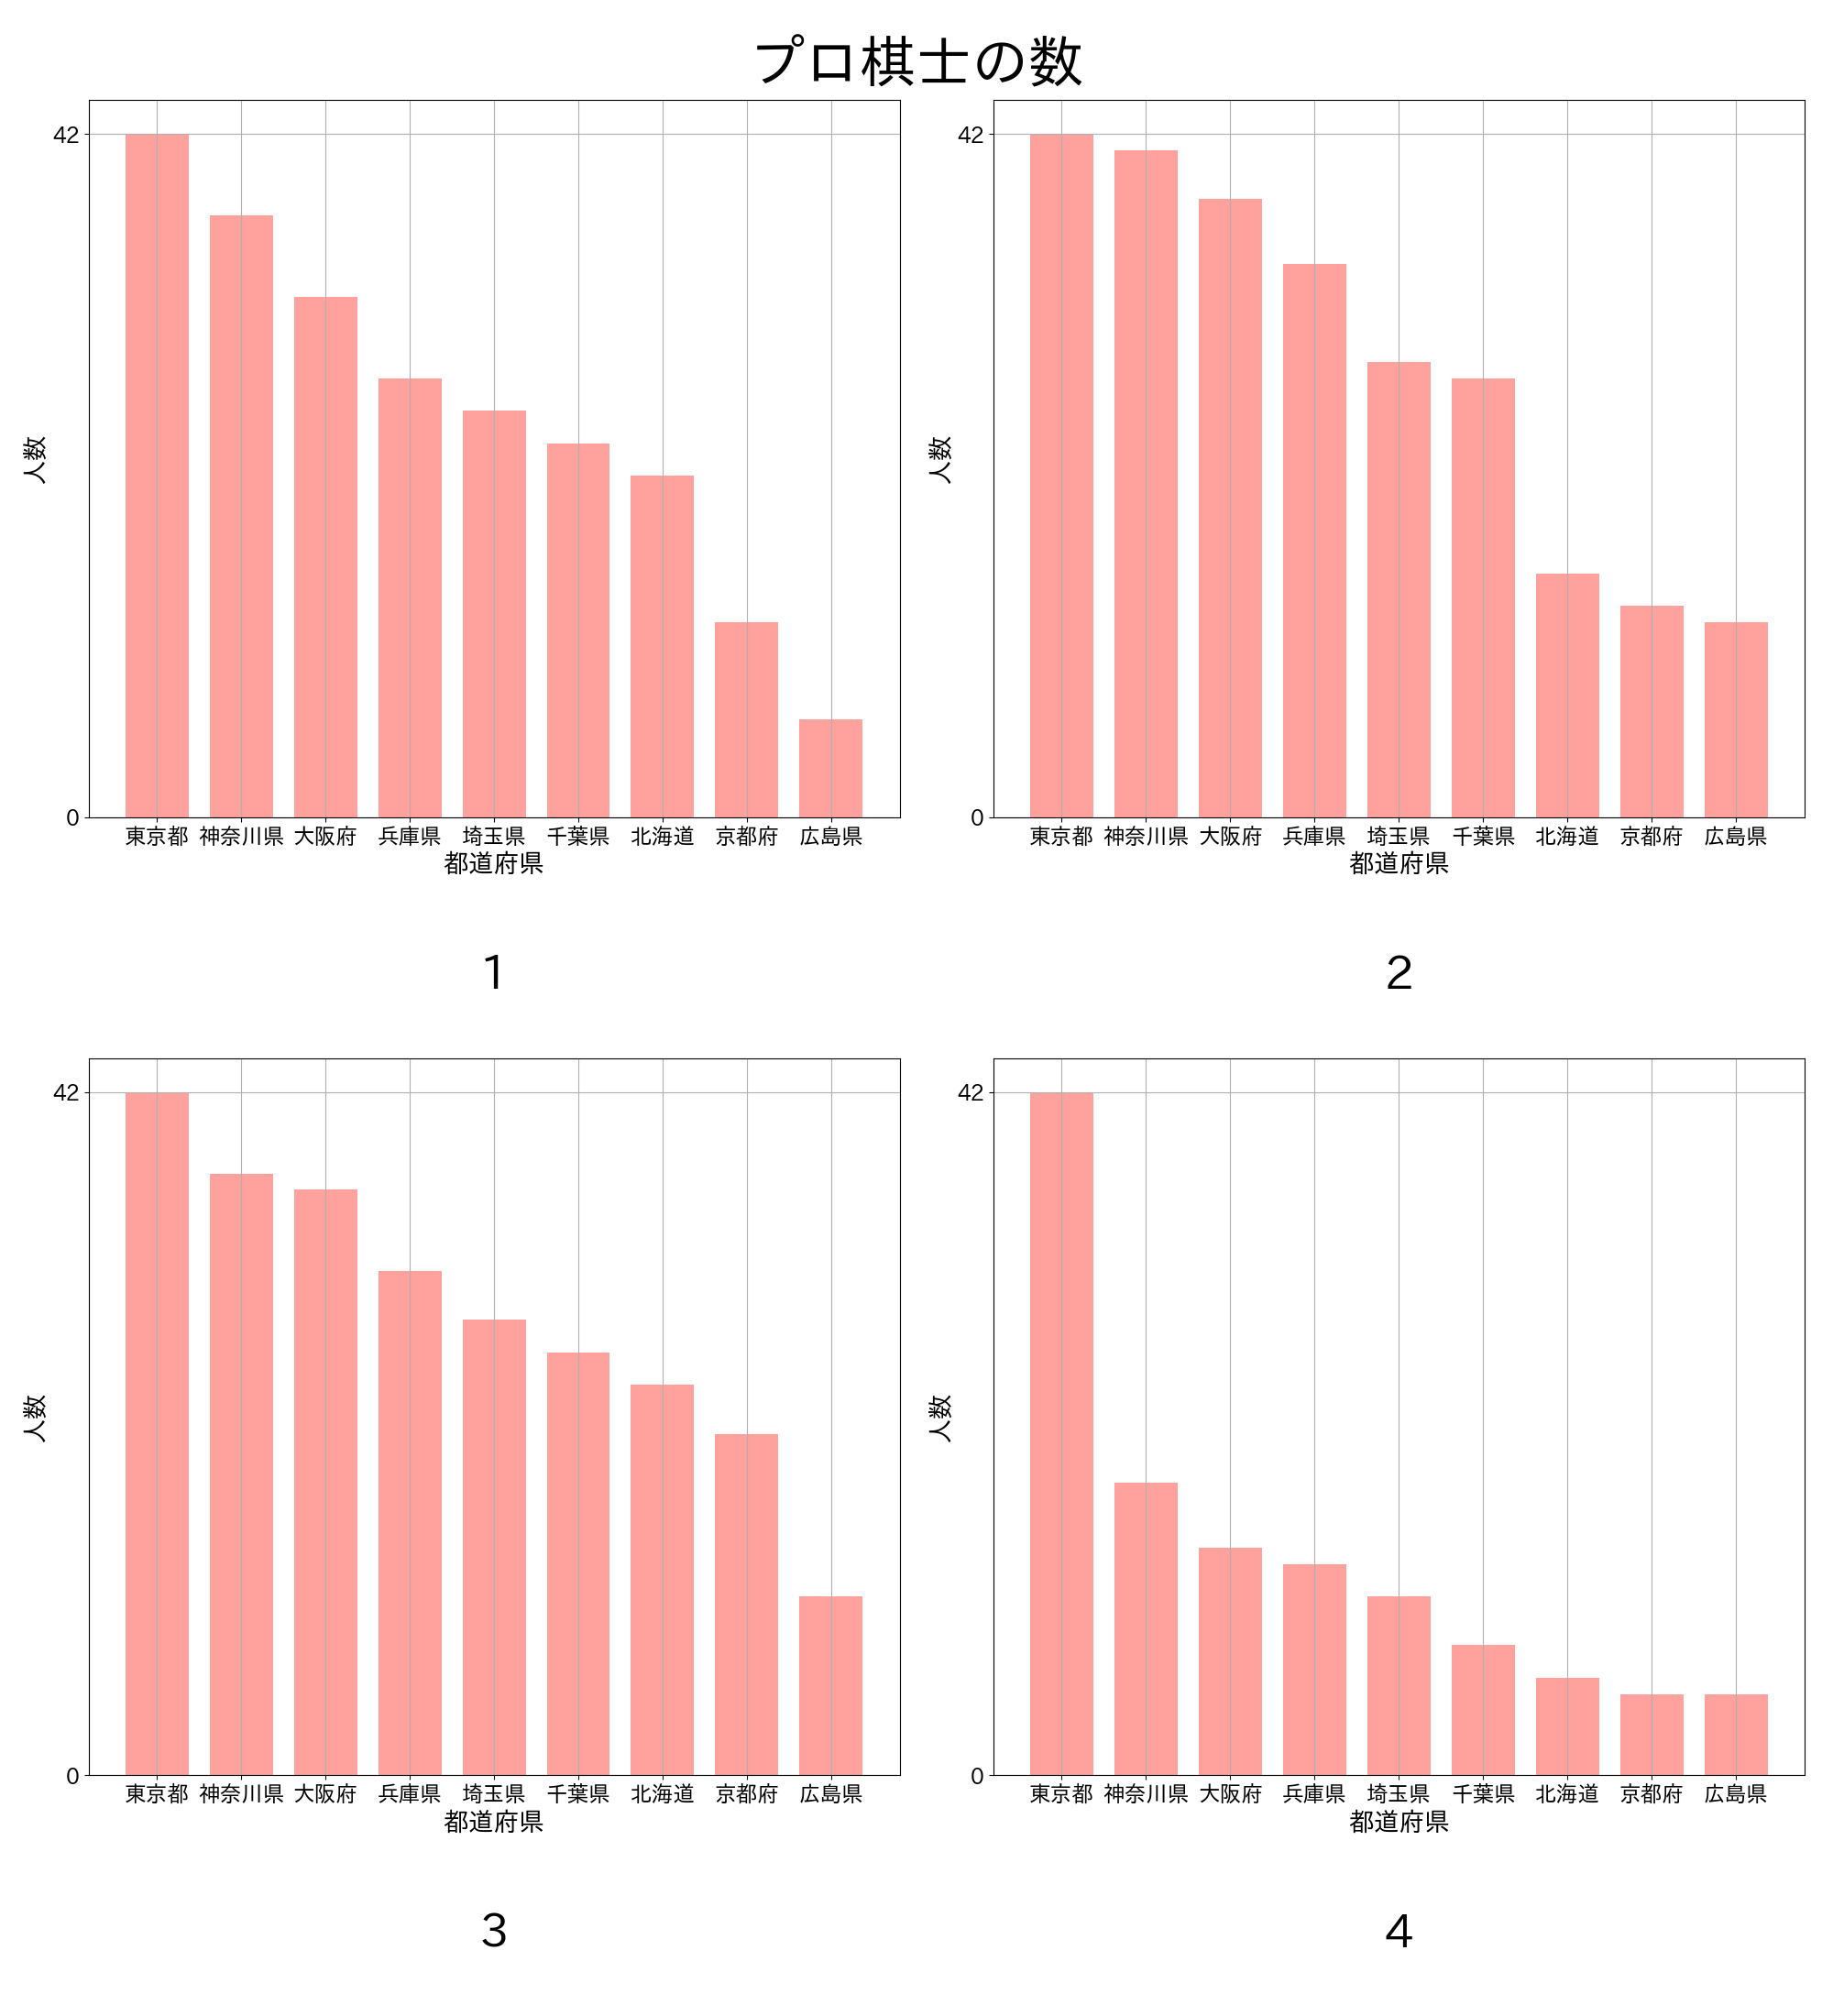 プロ棋士の数
42
0
人数
東京都 神奈川県 大阪府 兵庫県 埼玉県 千葉県 北海道 京都府 広島県
都道府県
1
42
0
人数
東京都 神奈川県 大阪府 兵庫県 埼玉県 千葉県 北海道 京都府 広島県
都道府県
2
42
0
人数
東京都 神奈川県 大阪府 兵庫県 埼玉県 千葉県 北海道 京都府 広島県
都道府県
3
42
0
人数
東京都 神奈川県 大阪府 兵庫県 埼玉県 千葉県 北海道 京都府 広島県
都道府県
4